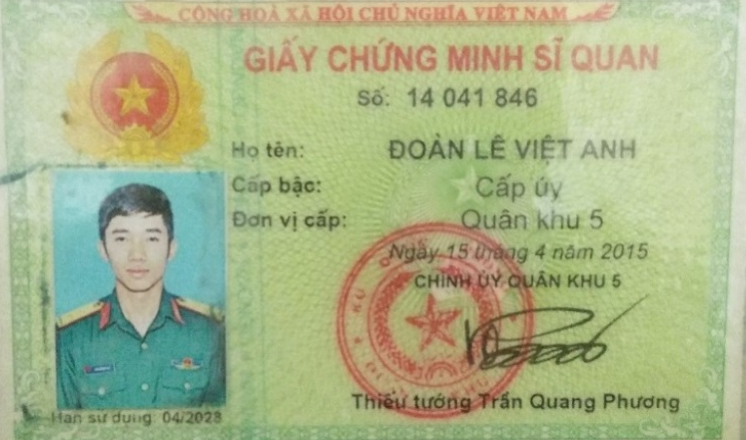 CỘNG HOÀ XÃ HỘI CHỦ NGHĨA VIỆT NAM
GIẤY CHỨNG MINH SĨ QUAN
Số: 14 041 846
Họ tên: ĐOÀN LÊ VIỆT ANH
Cấp bậc: Cấp úy
Đơn vị cấp: Quân khu 5
Ngày 15 tháng 4 năm 2015
CHÍNH ỦY QUÂN KHU 5
Thiếu tướng Trần Quang Phương
Hạn sử dụng: 04/2028